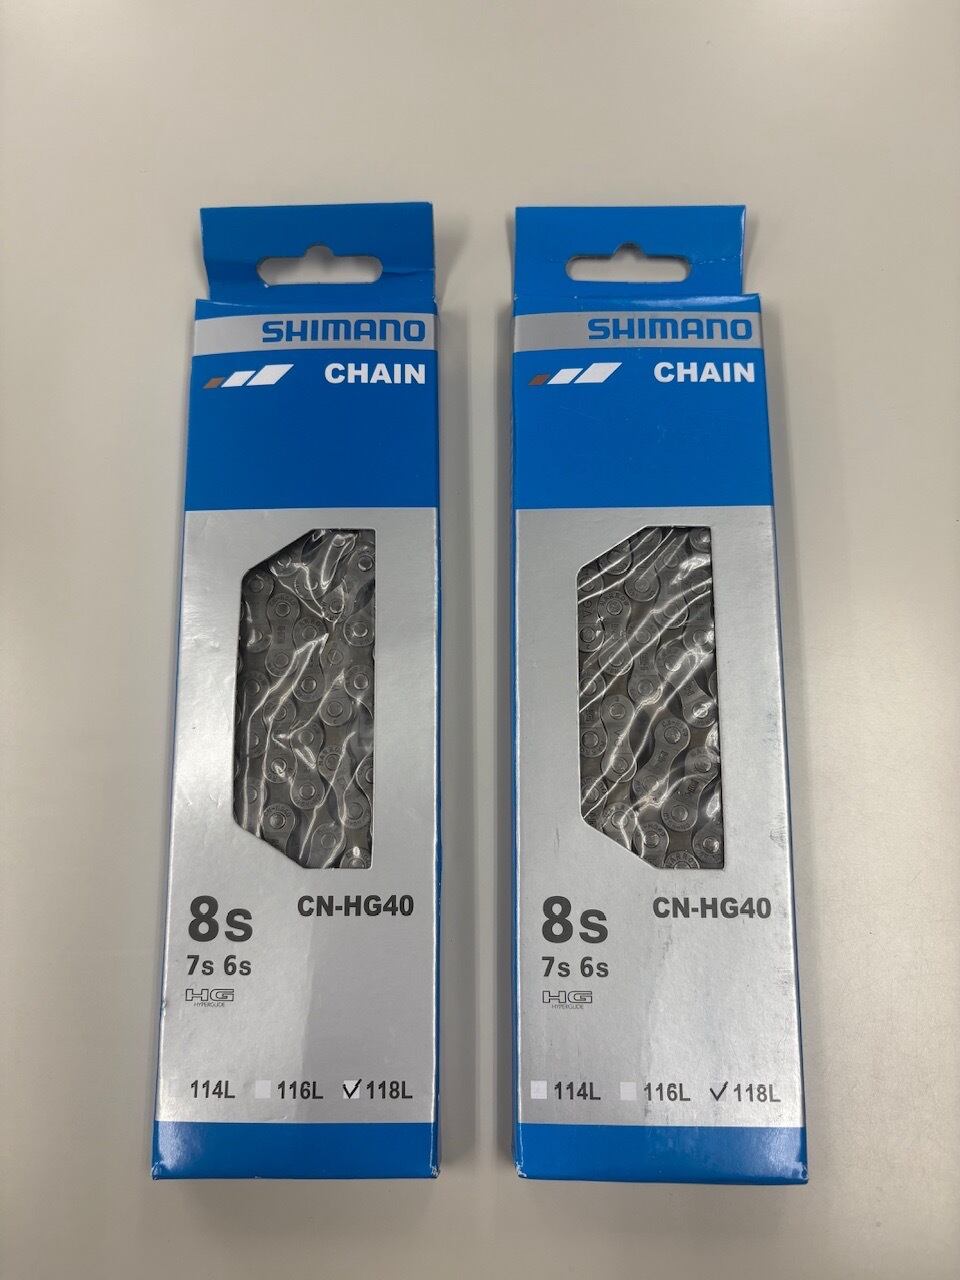 SHIMANO
CHAIN
8s
CN-HG40
7s 6s
HG
HYPERGLIDE
114L 116L ✓118L
SHIMANO
CHAIN
8s
CN-HG40
7s 6s
HG
HYPERGLIDE
114L 116L ✓118L